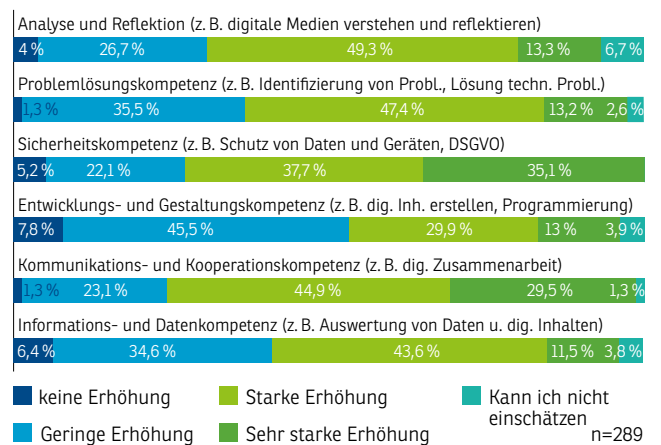 Analyse und Reflektion (z. B. digitale Medien verstehen und reflektieren)
4 % 26,7 % 49,3 % 13,3 % 6,7 %
Problemlösungskompetenz (z. B. Identifizierung von Probl., Lösung techn. Probl.)
1,3 % 35,5 % 47,4 % 13,2 % 2,6 %
Sicherheitskompetenz (z. B. Schutz von Daten und Geräten, DSGVO)
5,2 % 22,1 % 37,7 % 35,1 %
Entwicklungs- und Gestaltungskompetenz (z. B. dig. Inh. erstellen, Programmierung)
7,8 % 45,5 % 29,9 % 13 % 3,9 %
Kommunikations- und Kooperationskompetenz (z. B. dig. Zusammenarbeit)
1,3 % 23,1 % 44,9 % 29,5 % 1,3 %
Informations- und Datenkompetenz (z. B. Auswertung von Daten u. dig. Inhalten)
6,4 % 34,6 % 43,6 % 11,5 % 3,8 %
keine Erhöhung
Geringe Erhöhung
Starke Erhöhung
Sehr starke Erhöhung
Kann ich nicht
einschätzen
n=289